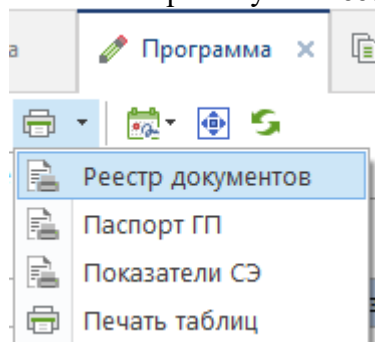 а
Программа
Реестр документов
Паспорт ГП
Показатели СЭ
Печать таблиц